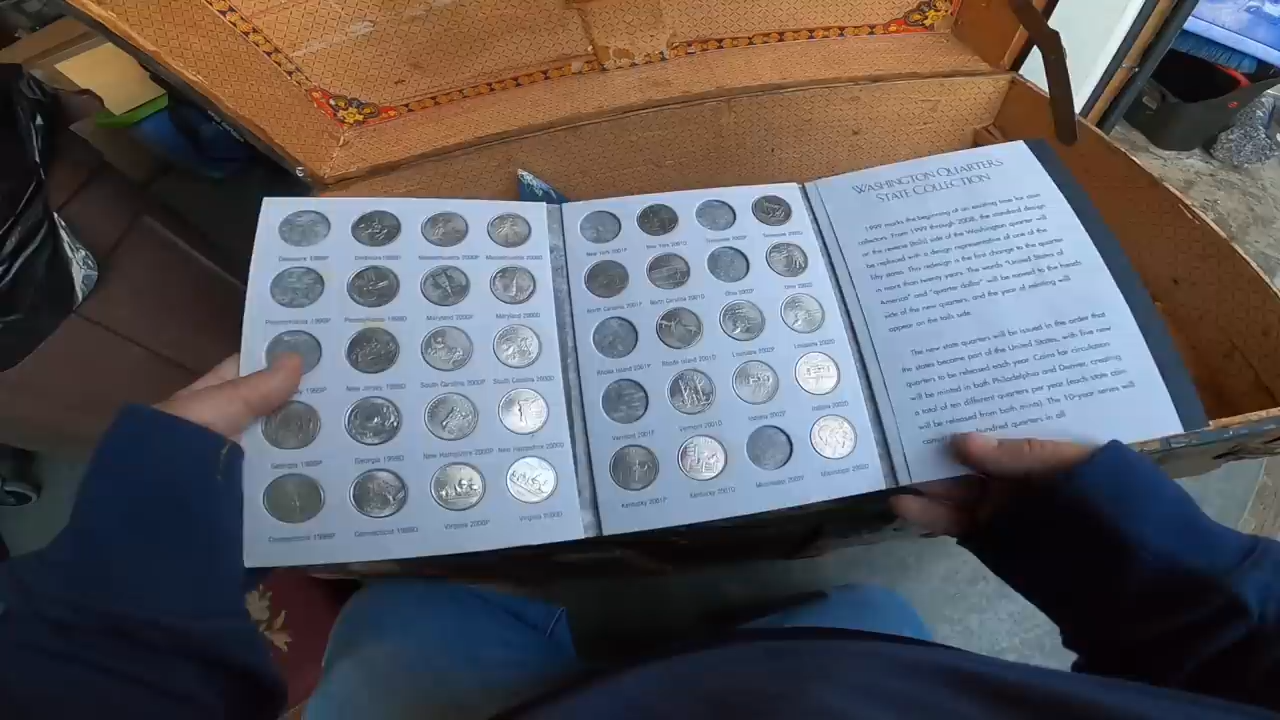 WASHINGTON QUARTERS
STATE COLLECTION
1999 marks the beginning of an exciting time for coin
collectors. From 1999 through 2008, the standard design
on the reverse (tails) side of the Washington quarter will
be replaced with a design representative of one of the
fifty states. This redesign is the first change to the quarter
in more than twenty years. The words "United States of
America" and "quarter dollar" will be moved to the heads
side of the new quarters, and the year of minting will
appear on the tails side.
The new state quarters will be issued in the order that
the states became part of the United States, with five new
quarters to be released each year. Coins for circulation
will be minted in both Philadelphia and Denver, creating
a total of ten different quarters per year (each state coin
will be released from both mints). The 10-year series will
hundred quarters in all.
Delaware 1999P Delaware 1999D Massachusetts 2000P Massachusetts 2000D
Pennsylvania 1999P Pennsylvania 1999D Maryland 2000P Maryland 2000D
1999P New Jersey 1999D South Carolina 2000P South Carolina 2000D
Georgia 1999P Georgia 1999D New Hampshire 2000P New Hampshire 2000D
Connecticut 1999P Connecticut 1999D Virginia 2000P Virginia 2000D
New York 2001P New York 2001D Tennessee 2002P Tennessee 2002D
North Carolina 2001P North Carolina 2001D Ohio 2002P Ohio 2002D
Rhode Island 2001P Rhode Island 2001D Louisiana 2002P Louisiana 2002D
Vermont 2001P Vermont 2001D Indiana 2002P Indiana 2002D
Kentucky 2001P Kentucky 2001D Mississippi 2002P Mississippi 2002D